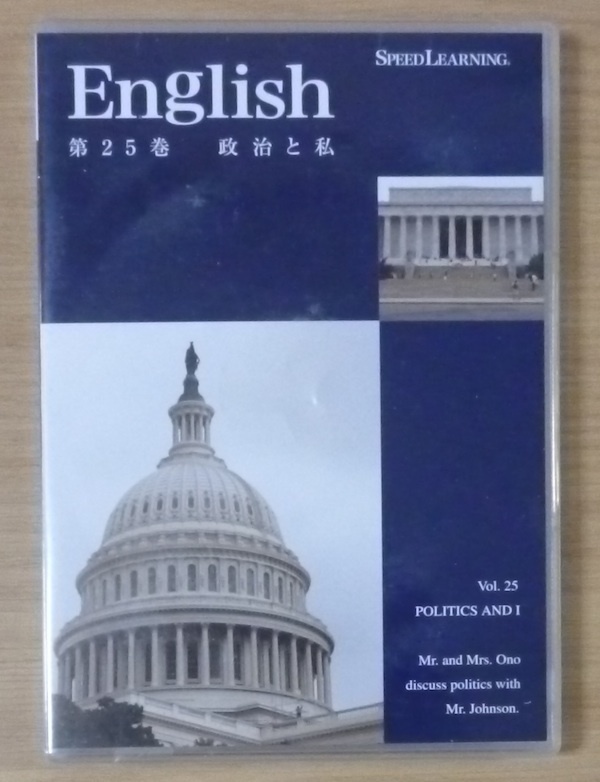 SPEEDLEARNING®
English
第25巻 政治と私
Vol. 25
POLITICS AND I
Mr. and Mrs. Ono
discuss politics with
Mr. Johnson.